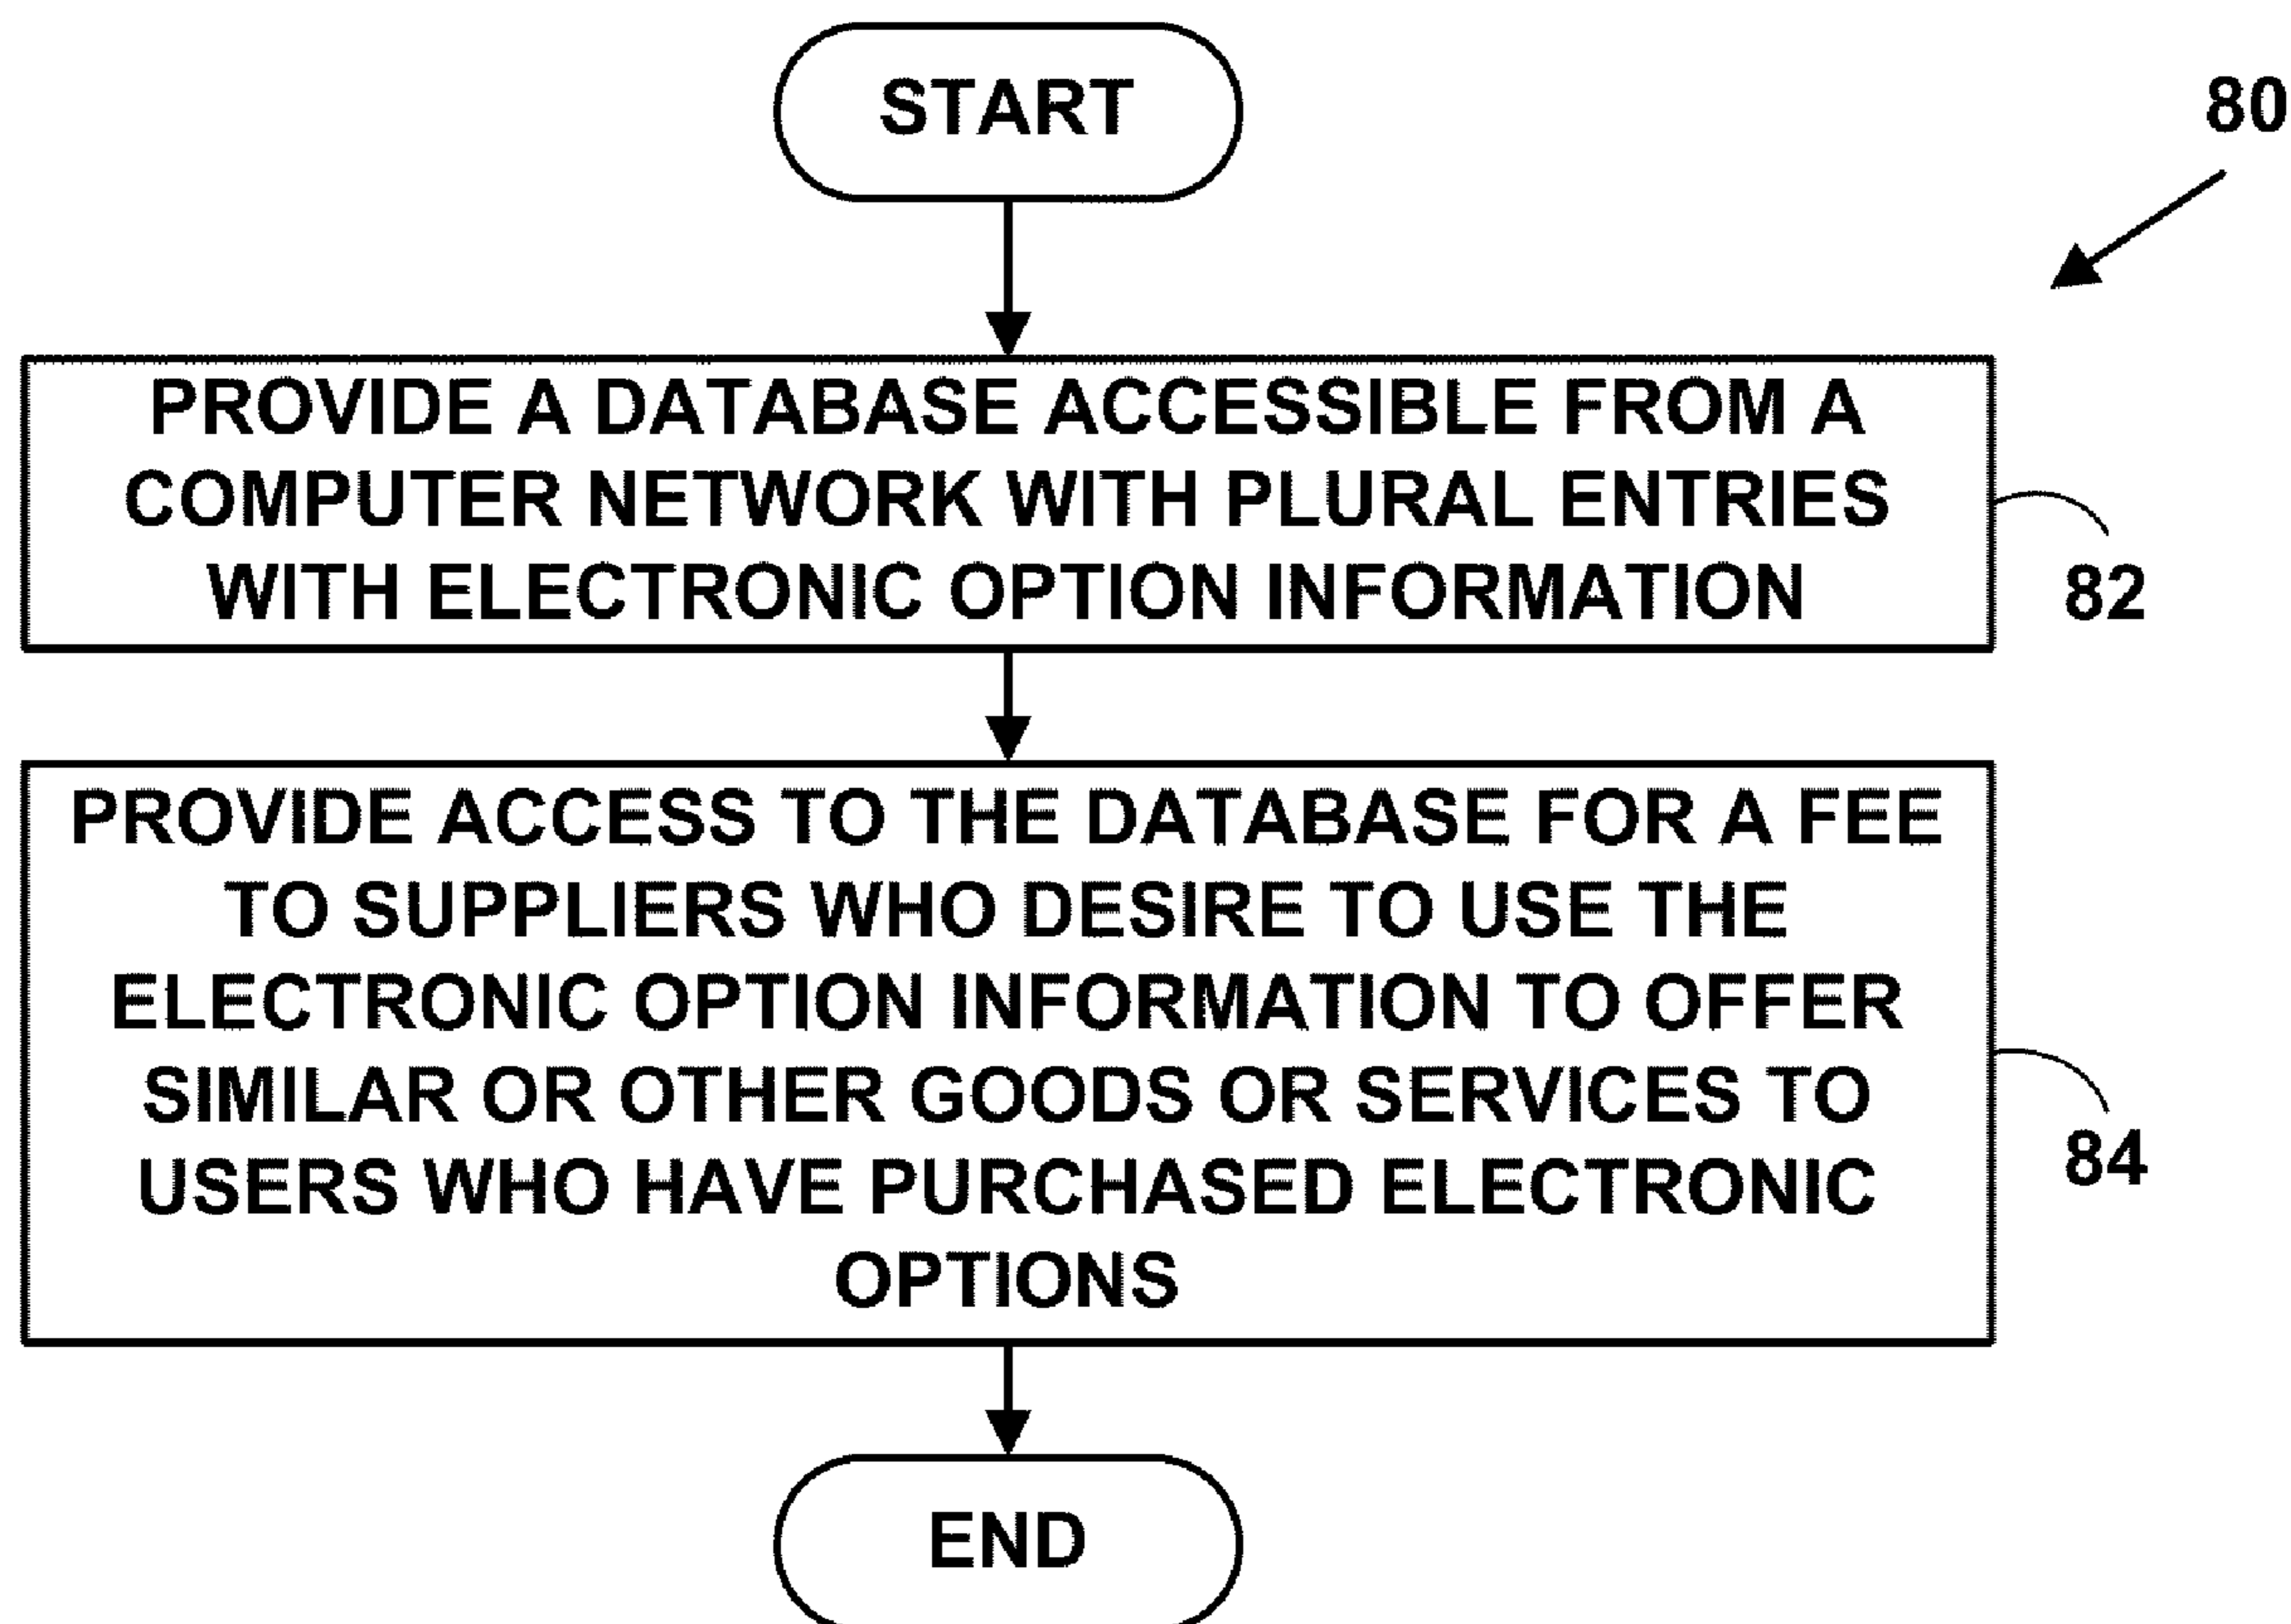 START
80
PROVIDE A DATABASE ACCESSIBLE FROM A
COMPUTER NETWORK WITH PLURAL ENTRIES
WITH ELECTRONIC OPTION INFORMATION
82
PROVIDE ACCESS TO THE DATABASE FOR A FEE
TO SUPPLIERS WHO DESIRE TO USE THE
ELECTRONIC OPTION INFORMATION TO OFFER
SIMILAR OR OTHER GOODS OR SERVICES TO
USERS WHO HAVE PURCHASED ELECTRONIC
OPTIONS
84
END